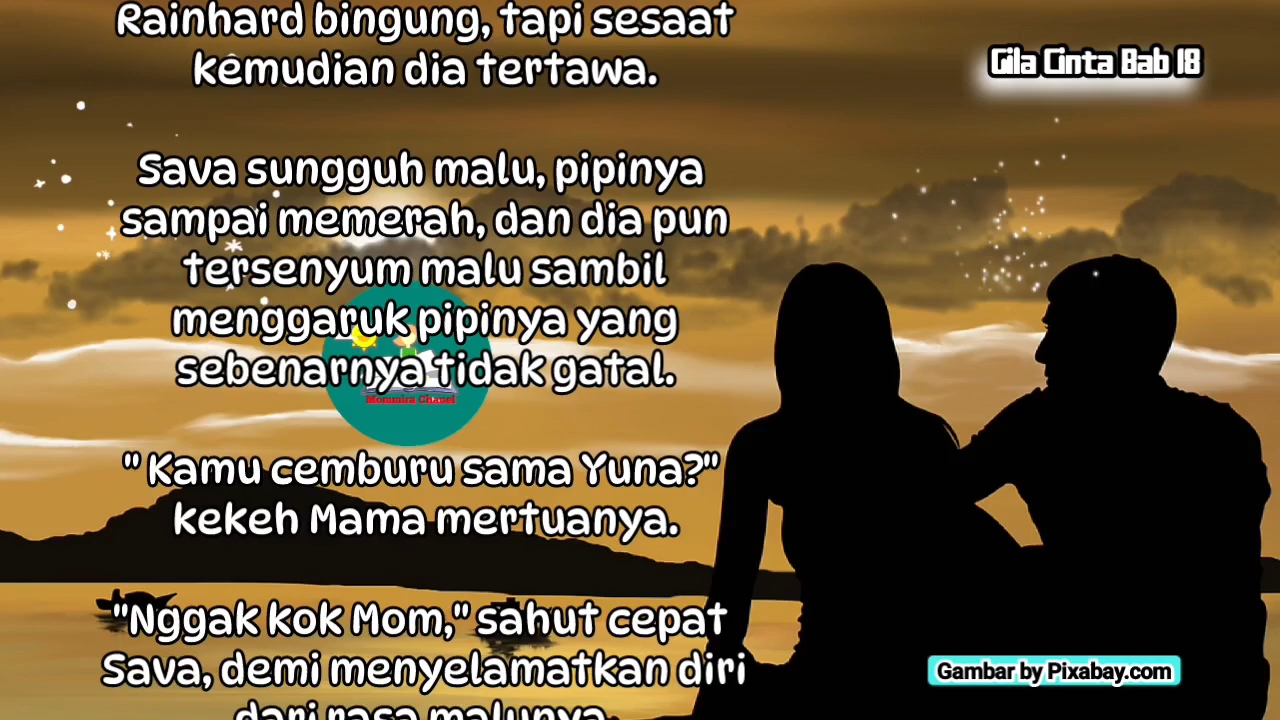 Rainhard bingung, tapi sesaat
kemudian dia tertawa.
Gila Cinta Bab 18
Sava sungguh malu, pipinya
sampai memerah, dan dia pun
tersenyum malu sambil
menggaruk pipinya yang
sebenarnya tidak gatal.
Mommira Chanel
" Kamu cemburu sama Yuna?"
kekeh Mama mertuanya.
"Nggak kok Mom," sahut cepat
Sava, demi menyelamatkan diri
dari rasa malunya.
Gambar by Pixabay.com